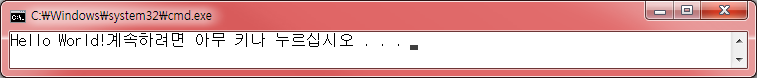 C:₩Windows₩system32₩cmd.exe
Hello World!계속하려면 아무 키나 누르십시오 . . .